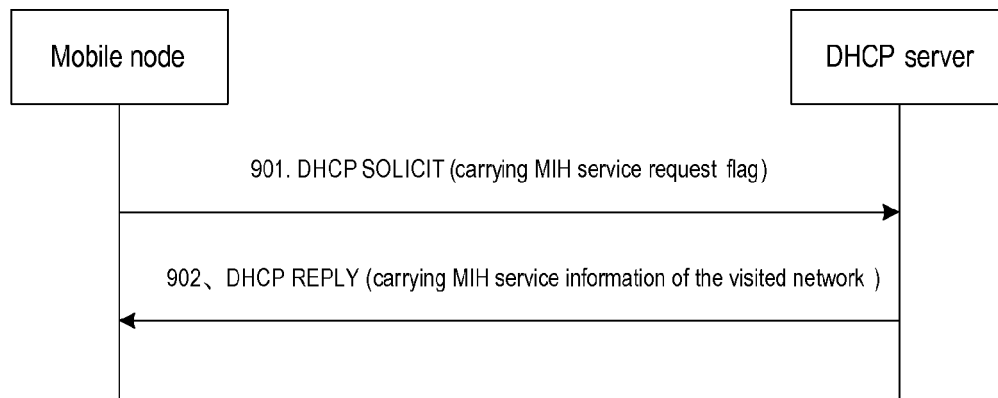 Mobile node
DHCP server
901. DHCP SOLICIT (carrying MIH service request flag)
902、DHCP REPLY (carrying MIH service information of the visited network )